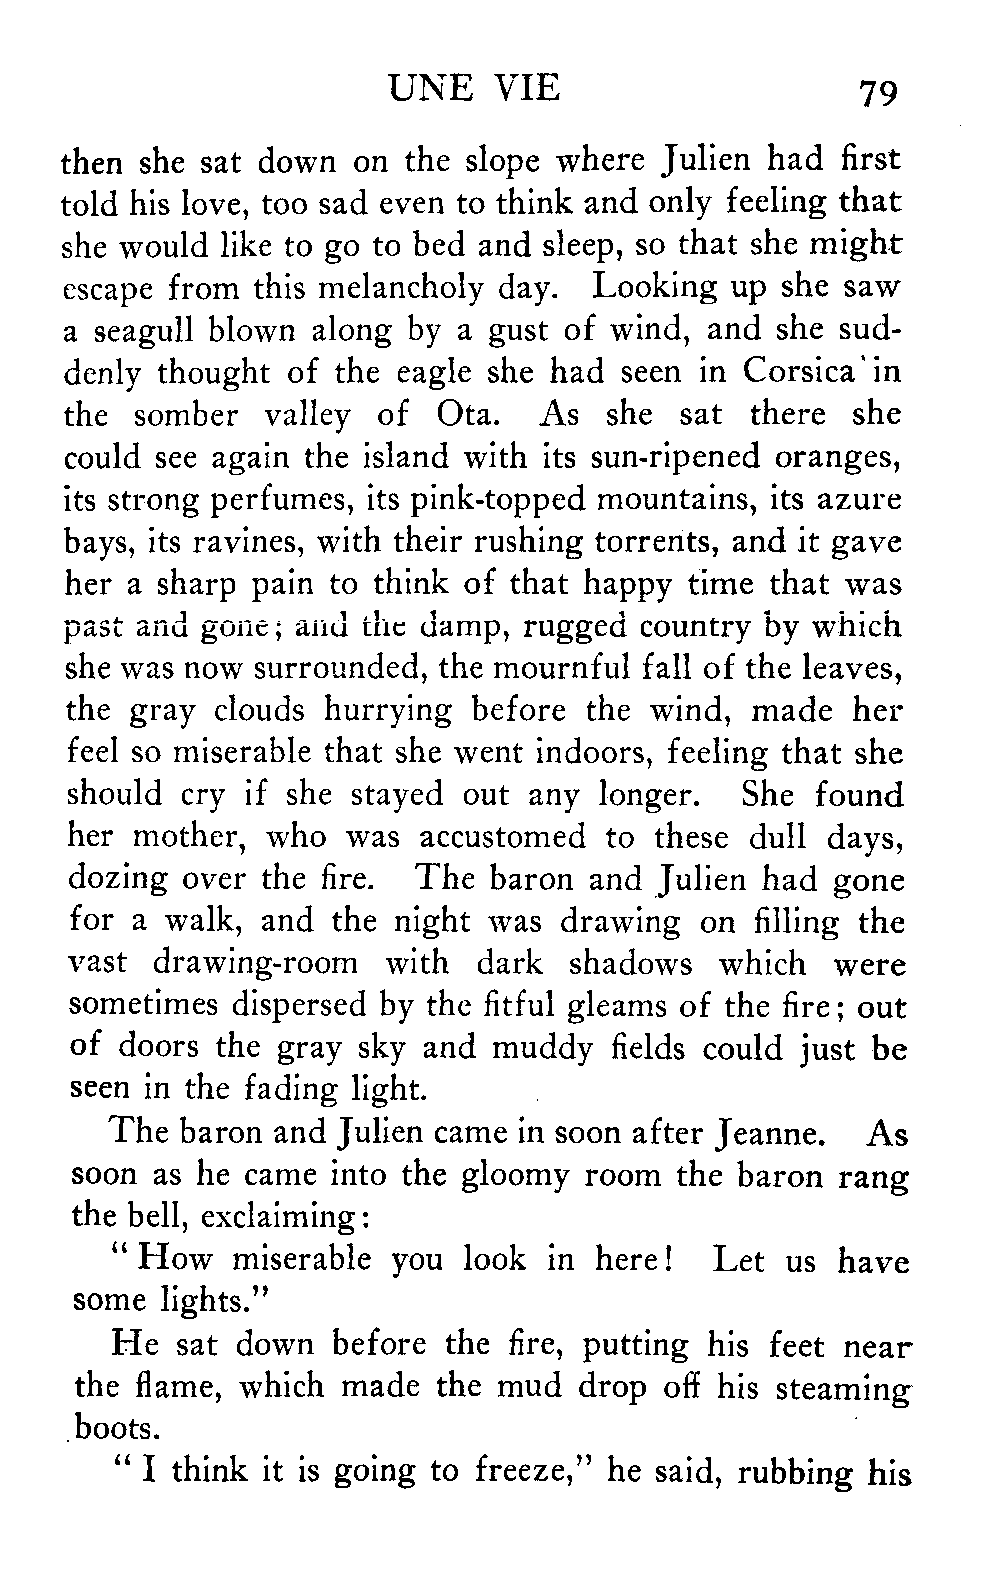 UNE VIE 79
then she sat down on the slope where Julien had first
told his love, too sad even to think and only feeling that
she would like to go to bed and sleep, so that she might
escape from this melancholy day. Looking up she saw
a seagull blown along by a gust of wind, and she sud-
denly thought of the eagle she had seen in Corsica in
the somber valley of Ota. As she sat there she
could see again the island with its sun-ripened oranges,
its strong perfumes, its pink-topped mountains, its azure
bays, its ravines, with their rushing torrents, and it gave
her a sharp pain to think of that happy time that was
past and gone; and the damp, rugged country by which
she was now surrounded, the mournful fall of the leaves,
the gray clouds hurrying before the wind, made her
feel so miserable that she went indoors, feeling that she
should cry if she stayed out any longer. She found
her mother, who was accustomed to these dull days,
dozing over the fire. The baron and Julien had gone
for a walk, and the night was drawing on filling the
vast drawing-room with dark shadows which were
sometimes dispersed by the fitful gleams of the fire; out
of doors the gray sky and muddy fields could just be
seen in the fading light.
The baron and Julien came in soon after Jeanne. As
soon as he came into the gloomy room the baron rang
the bell, exclaiming:
"How miserable you look in here! Let us have
some lights."
He sat down before the fire, putting his feet near
the flame, which made the mud drop off his steaming
boots.
"I think it is going to freeze," he said, rubbing his